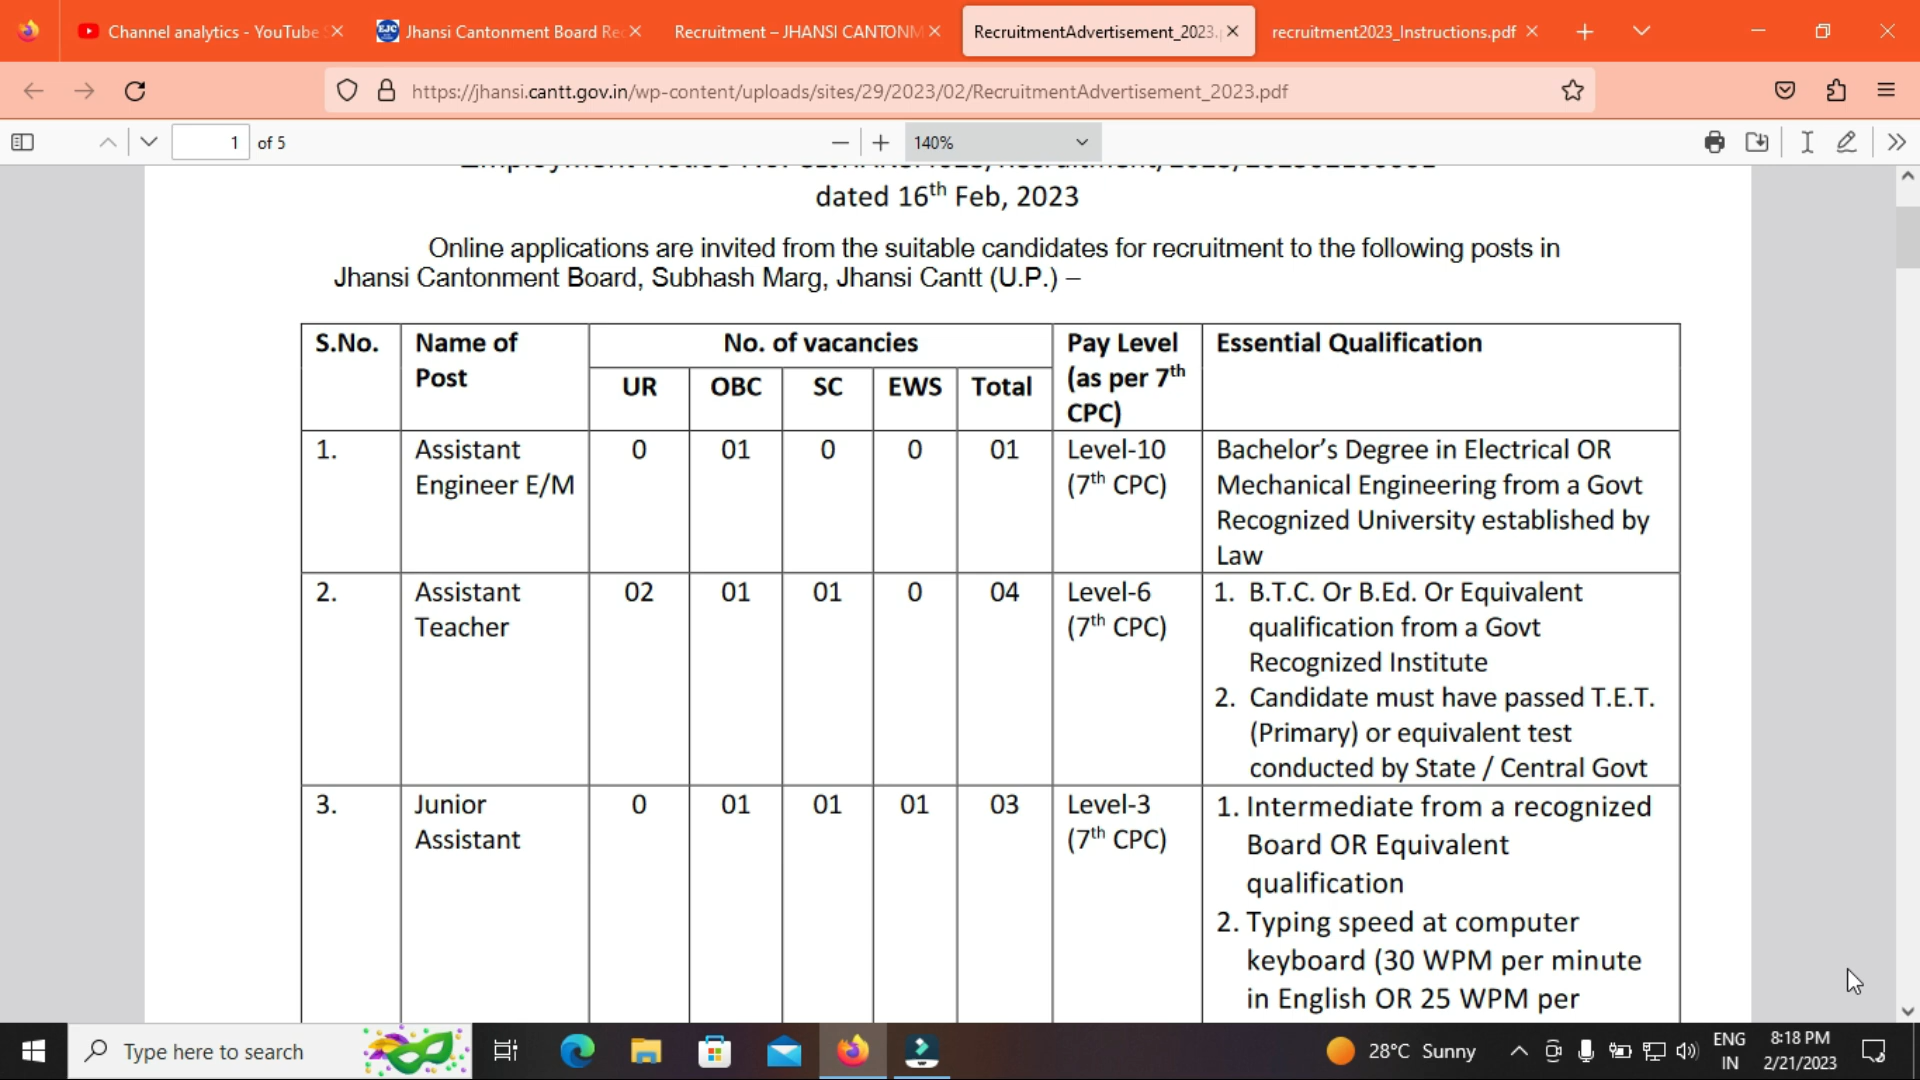 Channel analytics - YouTube
Jhansi Cantonment Board Rec
Recruitment – JHANSI CANTONM
RecruitmentAdvertisement_2023.
recruitment2023_Instructions.pdf
https://jhansi.cantt.gov.in/wp-content/uploads/sites/29/2023/02/RecruitmentAdvertisement_2023.pdf
1 of 5
140%
dated 16th Feb, 2023
Online applications are invited from the suitable candidates for recruitment to the following posts in
Jhansi Cantonment Board, Subhash Marg, Jhansi Cantt (U.P.) –
S.No. Name of No. of vacancies Pay Level Essential Qualification
Post (as per 7th
UR OBC SC EWS Total
CPC)
1. Assistant 0 01 0 0 01 Level-10 Bachelor's Degree in Electrical OR
Engineer E/M (7th CPC) Mechanical Engineering from a Govt
Recognized University established by
Law
2. Assistant 02 01 01 0 04 Level-6 1. B.T.C. Or B.Ed. Or Equivalent
Teacher (7th CPC) qualification from a Govt
Recognized Institute
2. Candidate must have passed T.E.T.
(Primary) or equivalent test
conducted by State / Central Govt
3. Junior 0 01 01 01 03 Level-3 1. Intermediate from a recognized
Assistant (7th CPC) Board OR Equivalent
qualification
2. Typing speed at computer
keyboard (30 WPM per minute
in English OR 25 WPM per
Type here to search
28°C Sunny
ENG
IN
8:18 PM
2/21/2023